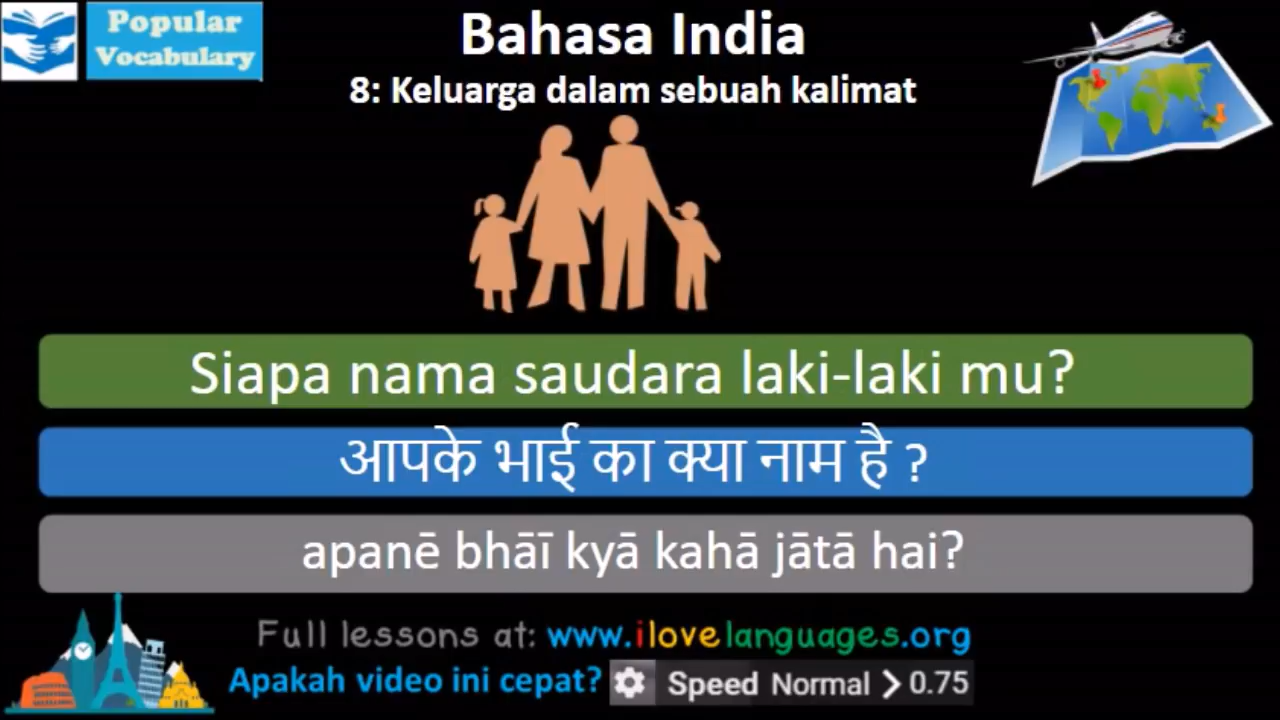 Popular
Vocabulary
Bahasa India
8: Keluarga dalam sebuah kalimat
Siapa nama saudara laki-laki mu?
आपके भाई का क्या नाम है ?
apanē bhāī kyā kahā jātā hai?
Full lessons at: www.ilovelanguages.org
Apakah video ini cepat? Speed Normal > 0.75